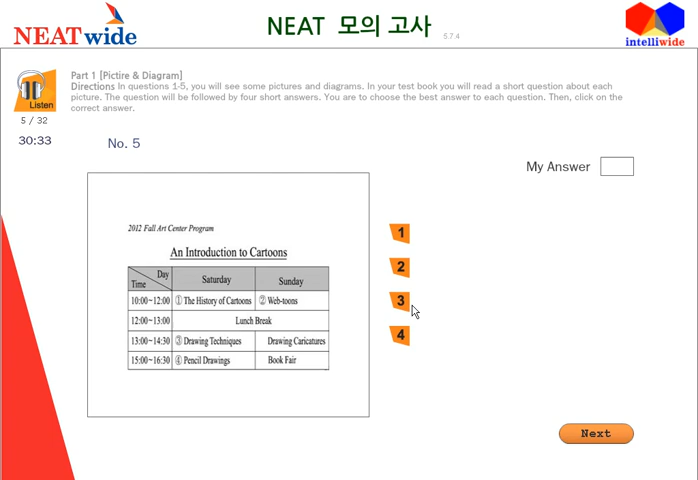 NEATwide
NEAT 모의 고사
5.7.4
intelliwide
Listen
Part 1 [Pictire & Diagram]
Directions In questions 1-5, you will see some pictures and diagrams. In your test book you will read a short question about each
picture. The question will be followed by four short answers. You are to choose the best answer to each question. Then, click on the
correct answer.
5 / 32
30:33
No. 5
My Answer
2012 Fall Art Center Program
An Introduction to Cartoons
Day
Time
Saturday
Sunday
10:00~12:00 ① The History of Cartoons ② Web-toons
12:00~13:00 Lunch Break
13:00~14:30 ③ Drawing Techniques Drawing Caricatures
15:00~16:30 ④ Pencil Drawings Book Fair
1
2
3
4
Next